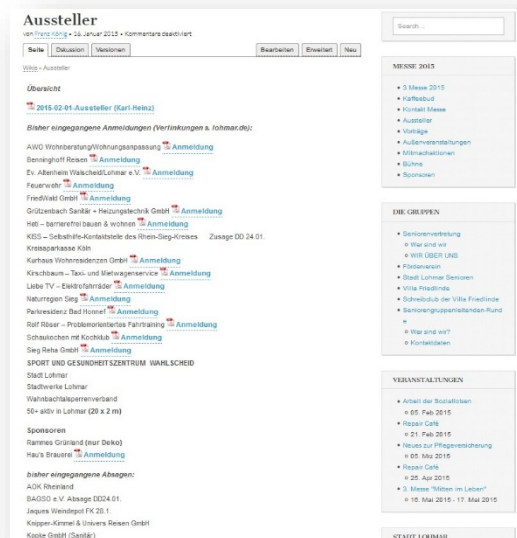 Aussteller
von Franz König • 16. Januar 2015 • Kommentare deaktiviert
Seite Diskussion Versionen Bearbeiten Erweitert Neu
Wikis › Aussteller
Übersicht
2015-02-01-Aussteller (Karl-Heinz)
Bisher eingegangene Anmeldungen (Verlinkungen s. lohmar.de):
AWO Wohnberatung/Wohnungsanpassung Anmeldung
Benninghoff Reisen Anmeldung
Ev. Altenheim Walscheid/Lohmar e.V. Anmeldung
Feuerwehr Anmeldung
FriedWald GmbH Anmeldung
Grützenbach Sanitär + Heizungstechnik GmbH Anmeldung
Heti – barrierefrei bauen & wohnen Anmeldung
KISS – Selbsthilfe-Kontaktstelle des Rhein-Sieg-Kreises Zusage DD 24.01.
Kreissparkasse Köln
Kurhaus Wohnresidenzen GmbH Anmeldung
Kirschbaum – Taxi- und Mietwagenservice Anmeldung
Liebe TV – Elektrofahrräder Anmeldung
Naturregion Sieg Anmeldung
Parkresidenz Bad Honnef Anmeldung
Ralf Röser – Problemorientiertes Fahrtraining Anmeldung
Schaukochen mit Kochklub Anmeldung
Sieg Reha GmbH Anmeldung
SPORT UND GESUNDHEITSZENTRUM WAHLSCHEID
Stadt Lohmar
Stadtwerke Lohmar
Wahnbachtalsperrenverband
50+ aktiv in Lohmar (20 x 2 m)
Sponsoren
Rammes Grünland (nur Deko)
Hau's Brauerei Anmeldung
bisher eingegangene Absagen:
AOK Rheinland
BAGSO e.V. Absage DD24.01.
Jaques Weindepot FK 28.1.
Knipper-Kimmel & Univers Reisen GmbH
Kopke GmbH (Sanitär)
Search...
MESSE 2015
3.Messe 2015
Kaffeebud
Kontakt Messe
Aussteller
Vorträge
Außenveranstaltungen
Mitmachaktionen
Bühne
Sponsoren
DIE GRUPPEN
Seniorenvertretung
Wer sind wir
WIR ÜBER UNS
Förderverein
Stadt Lohmar Senioren
Villa Friedlinde
Schreibclub der Villa Friedlinde
Seniorengruppenleitenden-Rund
e
Wer sind wir?
Kontaktdaten
VERANSTALTUNGEN
Arbeit der Soziallotsen
05. Feb 2015
Repair Café
21. Feb 2015
Neues zur Pflegeversicherung
05. Mrz 2015
Repair Café
25. Apr 2015
3. Messe "Mitten im Leben"
16. Mai 2015 - 17. Mai 2015
STADT LOHMAR